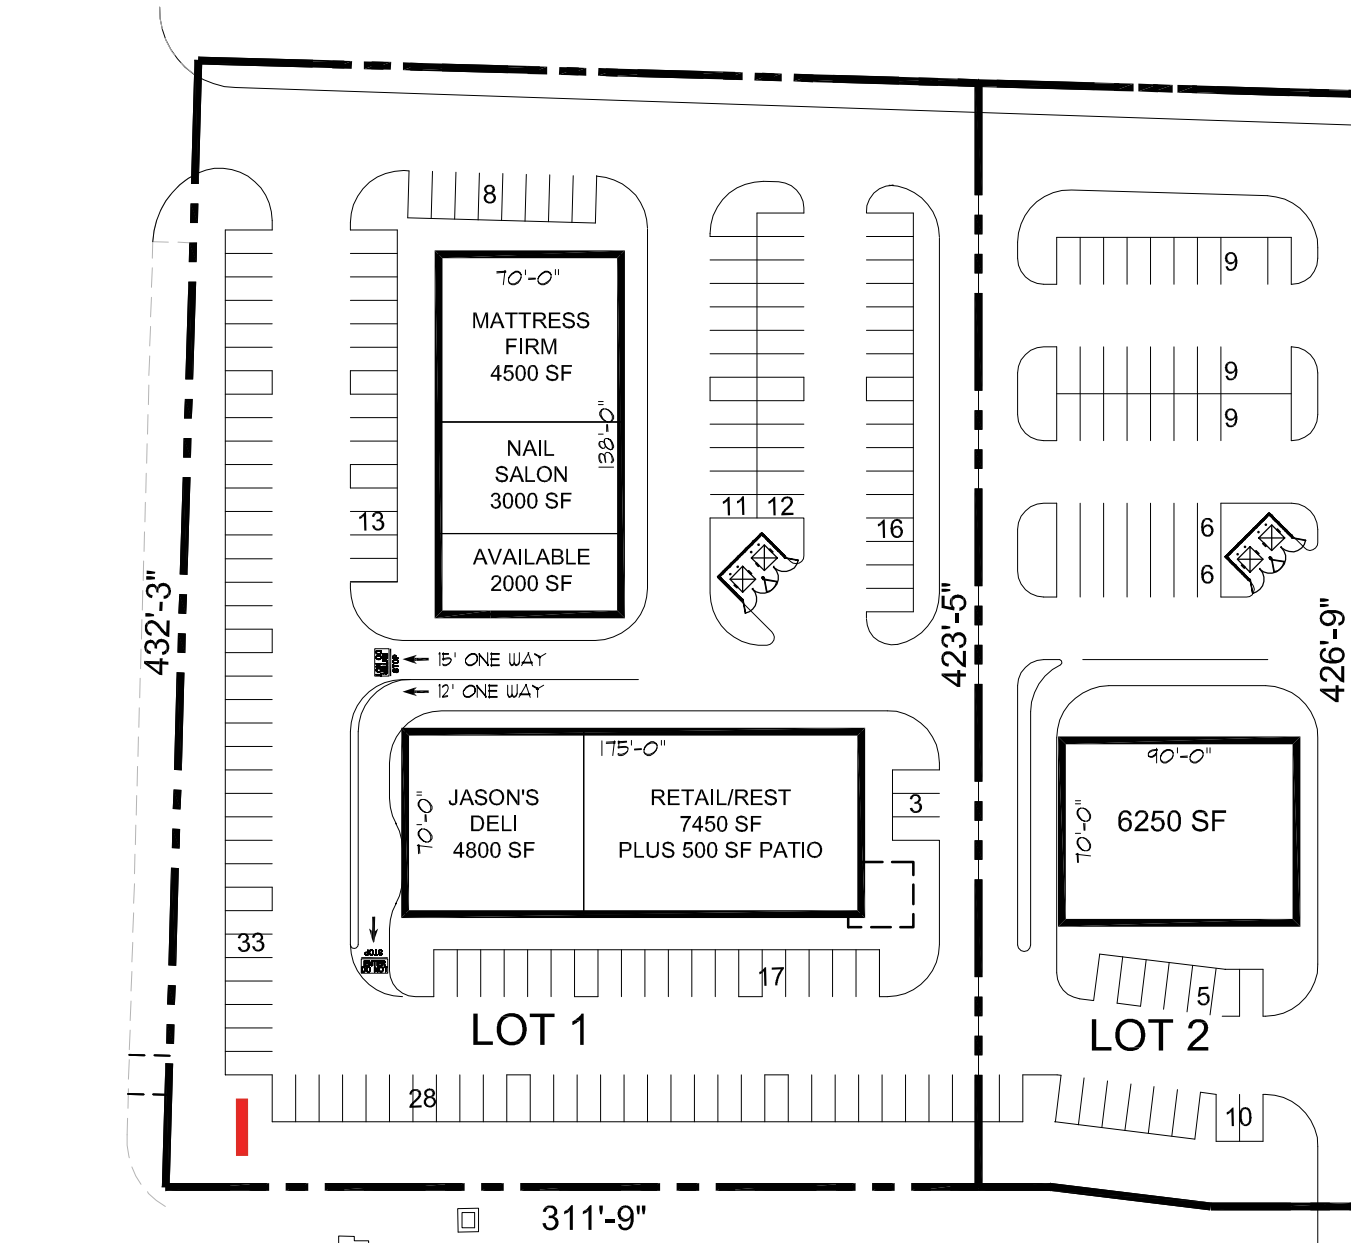 8
9
70'-0"
MATTRESS
FIRM
4500 SF
138'-0"
9
9
NAIL
SALON
3000 SF
11
12
13
16
6
6
AVAILABLE
2000 SF
432'-3"
423'-5"
426'-9"
15' ONE WAY
STOP
12' ONE WAY
175'-0"
90'-0"
70'-0"
JASON'S
DELI
4800 SF
RETAIL/REST
7450 SF
PLUS 500 SF PATIO
3
70'-0"
6250 SF
33
STOP
17
5
LOT 1
LOT 2
28
10
311'-9"